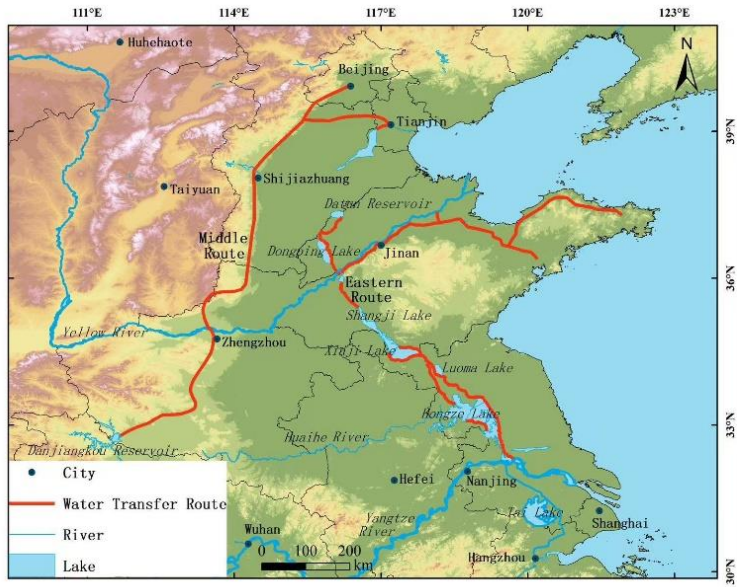 111°E
114°E
117°E
120°E
123°E
Huhehaote
N
Beijing
Tianjin
39°N
Shijiazhuang
Taiyuan
Datun Reservoir
Middle
Route
Dongping Lake
Jinan
36°N
Eastern
Route
Shangji Lake
Yellow River
Zhengzhou
Xiaji Lake
Luoma Lake
Hongze Lake
33°N
Huaihe River
Danjiangkou Reservoir
City
Water Transfer Route
River
Lake
Hefei
Nanjing
Tai Lake
Yangtze
River
Shanghai
Wuhan
Hangzhou
0
100
200
km
30°N